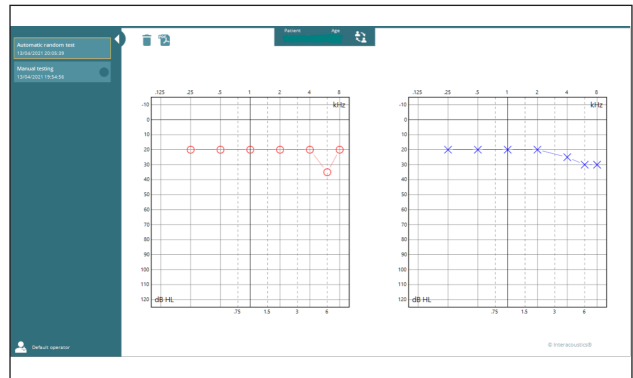 Automatic random test
13/04/2021 20:05:39
Manual testing
13/04/2021 19:54:56
Patient Age
.125 .25 .5 1 2 4 8
kHz
-10
0
10
20
30
40
50
60
70
80
90
100
110
120 dB HL
.75 1.5 3 6
.125 .25 .5 1 2 4 8
kHz
-10
0
10
20
30
40
50
60
70
80
90
100
110
120 dB HL
.75 1.5 3 6
Default operator
© Interacoustics®